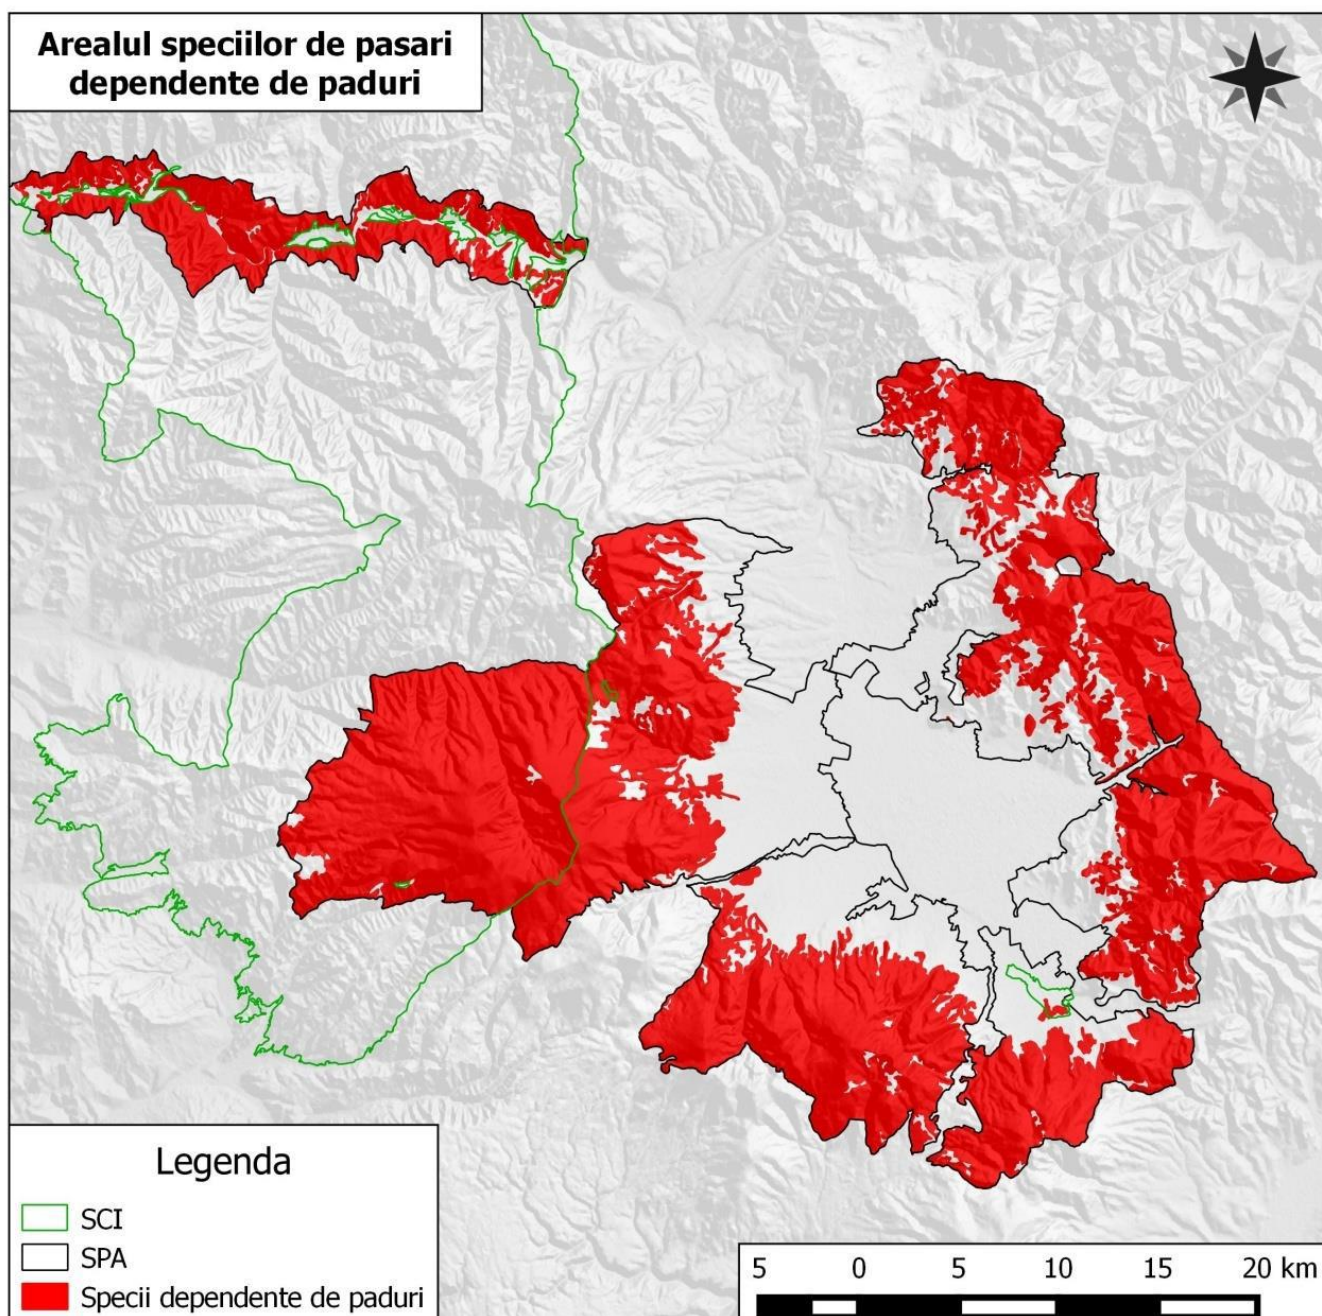 Arealul speciilor de pasari
dependente de paduri
Legenda
SCI
SPA
Specii dependente de paduri
5 0 5 10 15 20 km